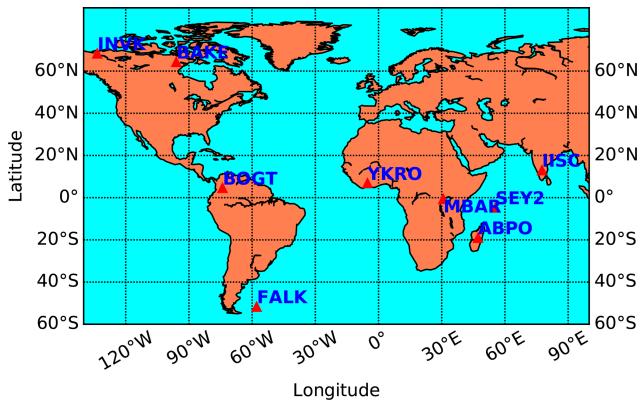 INVK
BAKE
60°N
60°N
40°N
40°N
20°N
IISC
20°N
BOGT
YKRO
0°
MBAR
SEY2
0°
20°S
ABPO
20°S
40°S
40°S
FALK
60°S
60°S
120°W
90°W
60°W
30°W
0°
30°E
60°E
90°E
Longitude
Latitude